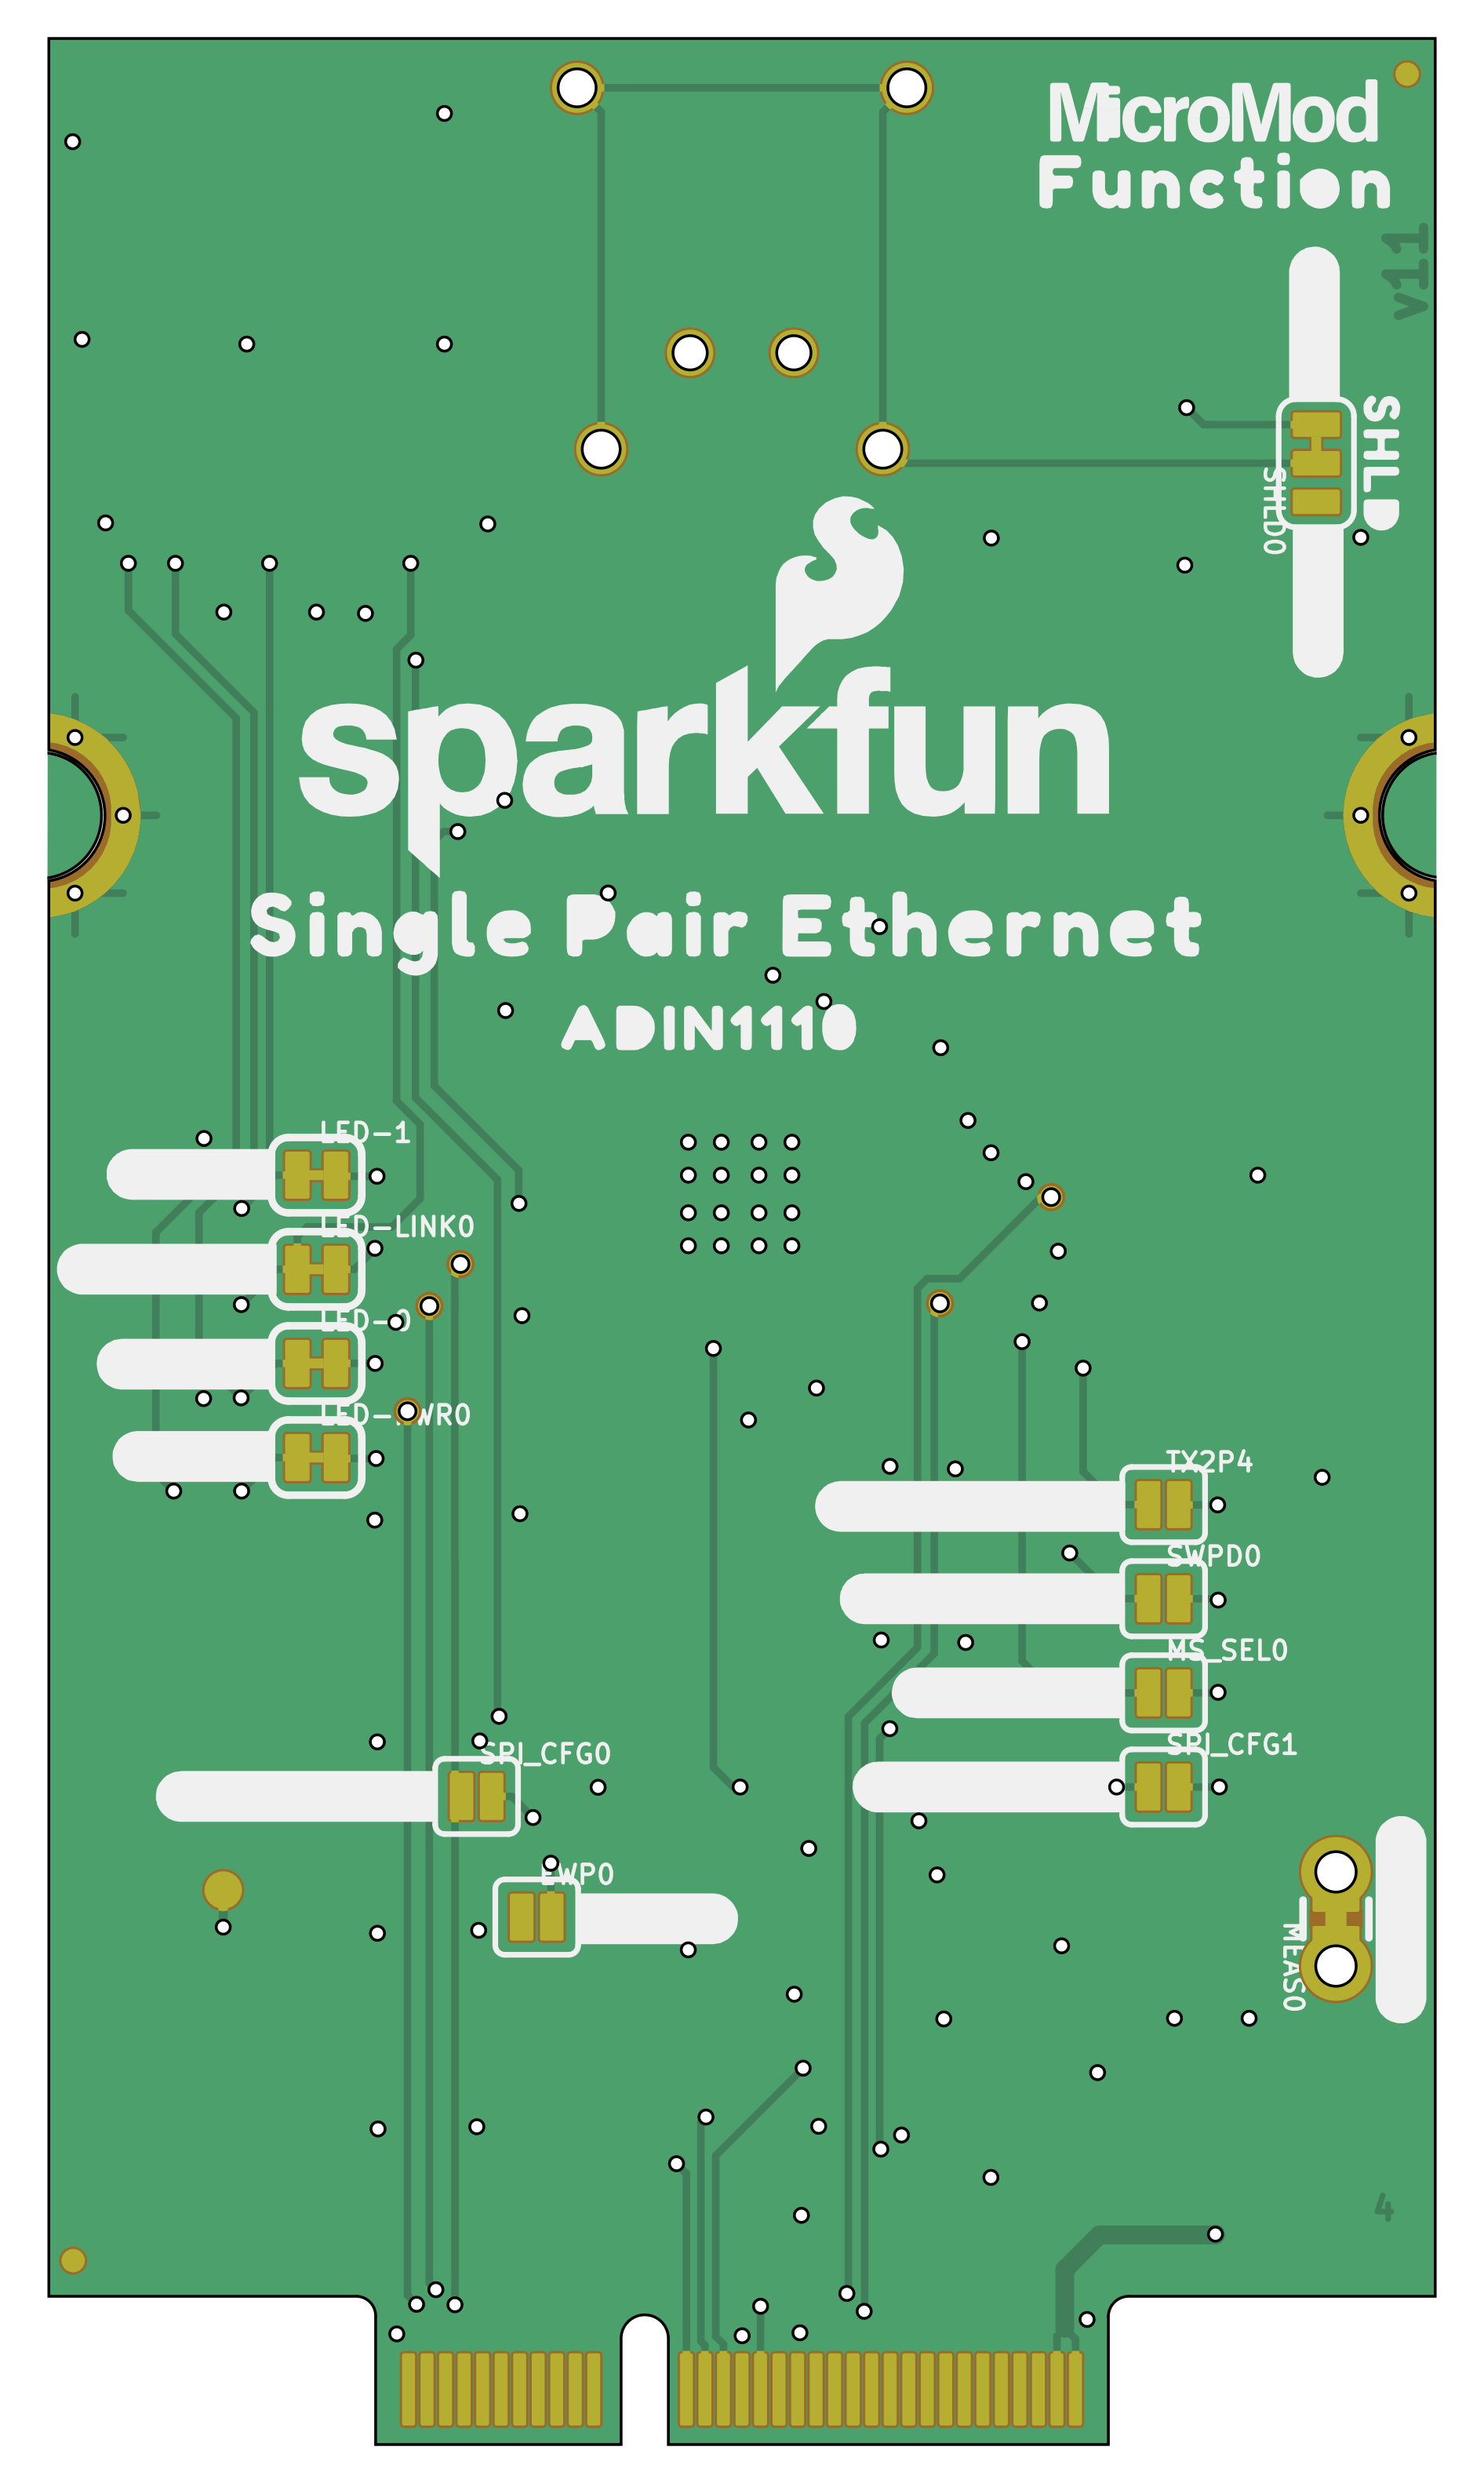 MicroMod
Function
v11
SHLD
SHLD0
sparkfun
Single Pair Ethernet
ADIN1110
LED-1
LED-LINK0
LED-0
LED-PWR0
TX2P4
SWPD0
MS_SEL0
SPI_CFG1
SPI_CFG0
EWP0
MEAS0
4